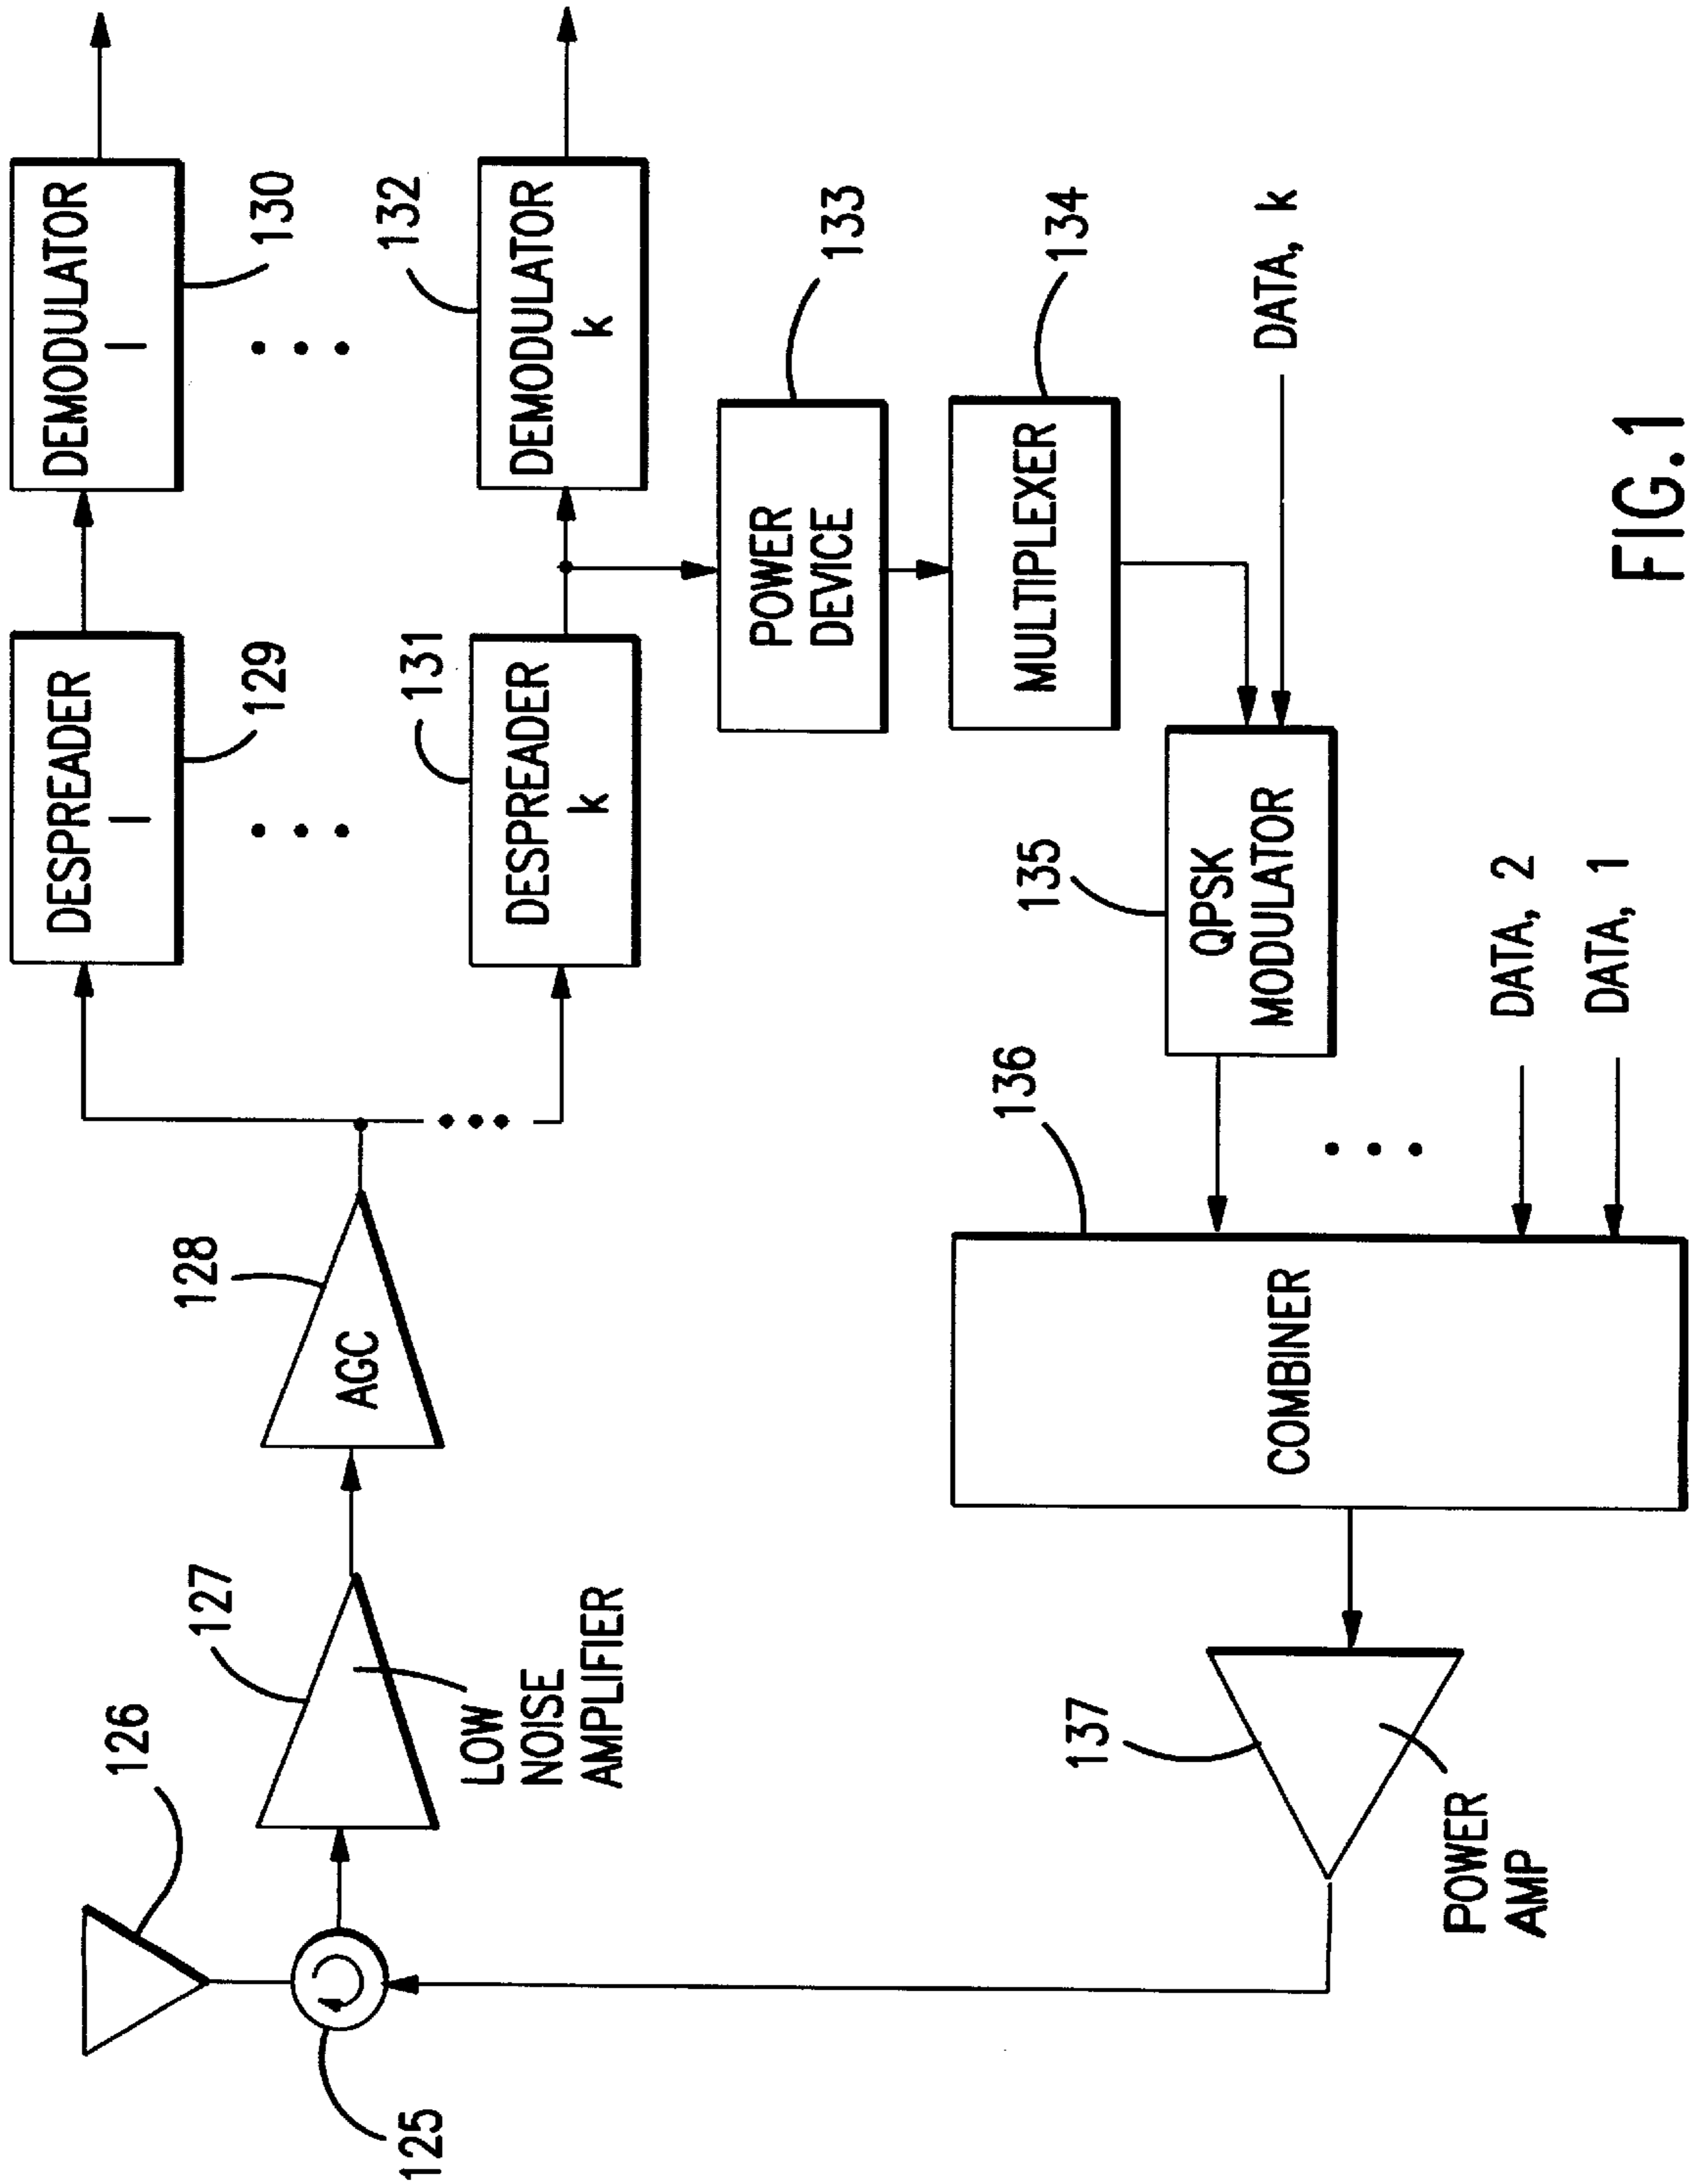 126
125
127
LOW
NOISE
AMPLIFIER
128
AGC
DESPREADER
1
129
DEMODULATOR
1
130
DESPREADER
k
131
DEMODULATOR
k
132
POWER
DEVICE
133
MULTIPLEXER
134
DATA, k
QPSK
MODULATOR
135
DATA, 2
DATA, 1
COMBINER
136
137
POWER
AMP
FIG.1